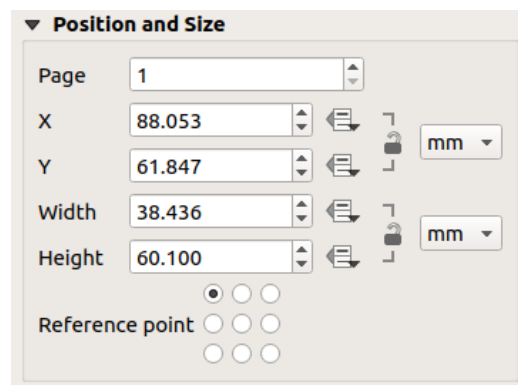 Position and Size
Page 1
X 88.053
mm
Y 61.847
Width 38.436
mm
Height 60.100
Reference point